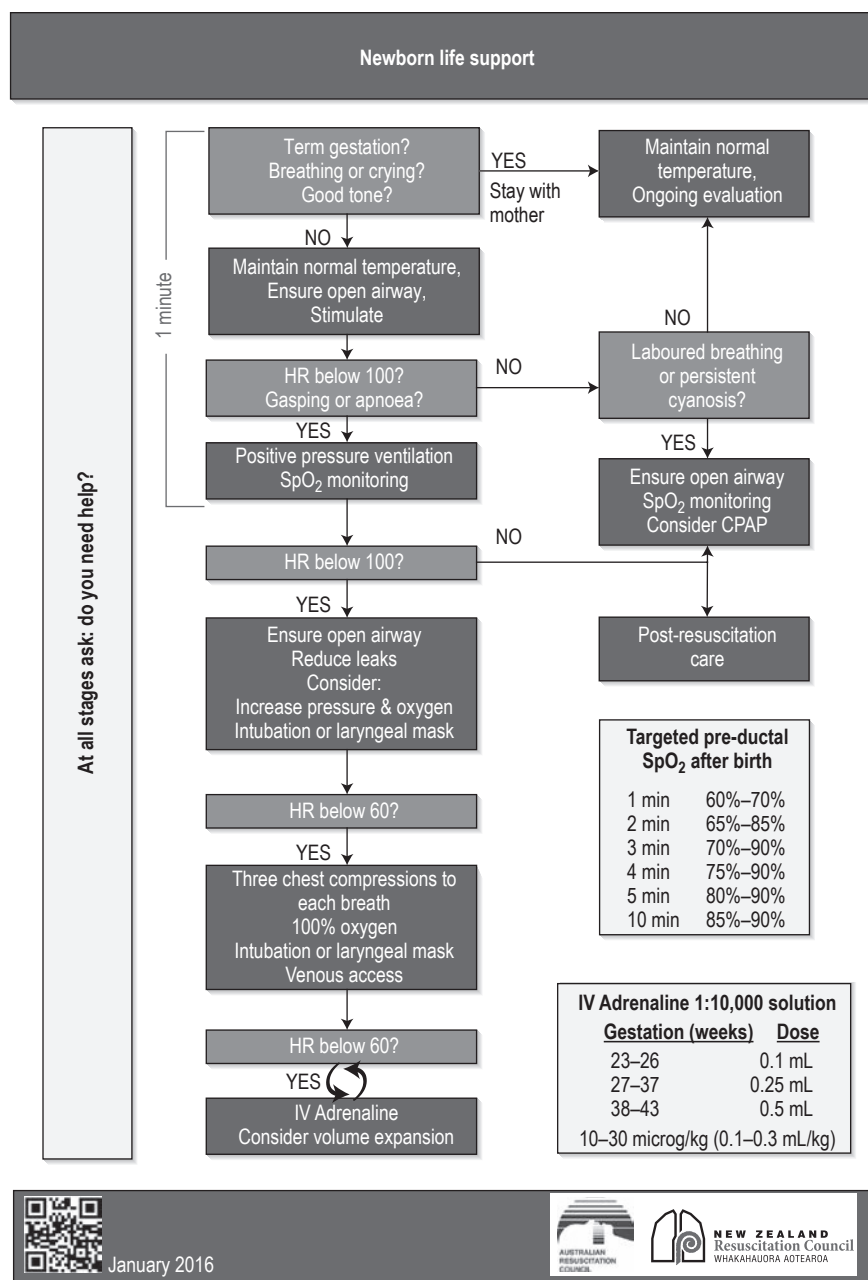 Newborn life support
At all stages ask: do you need help?
1 minute
Term gestation?
Breathing or crying?
Good tone?
YES
Stay with
mother
Maintain normal
temperature,
Ongoing evaluation
NO
Maintain normal temperature,
Ensure open airway,
Stimulate
NO
HR below 100?
Gasping or apnoea?
NO
Laboured breathing
or persistent
cyanosis?
YES
Positive pressure ventilation
SpO₂ monitoring
YES
Ensure open airway
SpO₂ monitoring
Consider CPAP
HR below 100?
NO
YES
Ensure open airway
Reduce leaks
Consider:
Increase pressure & oxygen
Intubation or laryngeal mask
Post-resuscitation
care
HR below 60?
YES
Three chest compressions to
each breath
100% oxygen
Intubation or laryngeal mask
Venous access
HR below 60?
YES
IV Adrenaline
Consider volume expansion
Targeted pre-ductal
SpO₂ after birth
1 min 60%–70%
2 min 65%–85%
3 min 70%–90%
4 min 75%–90%
5 min 80%–90%
10 min 85%–90%
IV Adrenaline 1:10,000 solution
Gestation (weeks) Dose
23–26 0.1 mL
27–37 0.25 mL
38–43 0.5 mL
10–30 microg/kg (0.1–0.3 mL/kg)
January 2016
AUSTRALIAN
RESUSCITATION
COUNCIL
NEW ZEALAND
Resuscitation Council
WHAKAHAUORA AOTEAROA